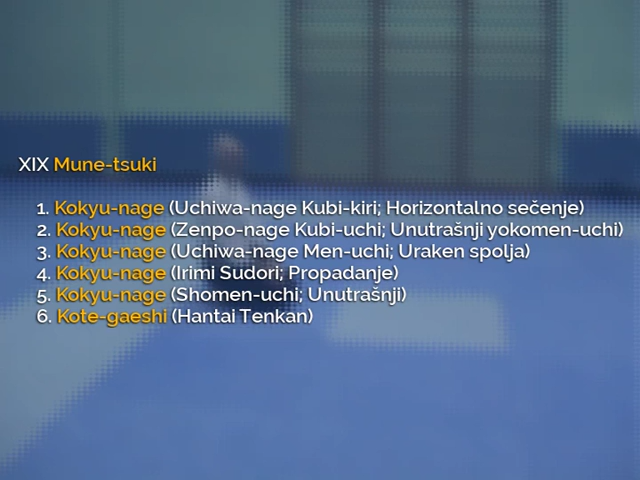 XIX Mune-tsuki
1. Kokyu-nage (Uchiwa-nage Kubi-kiri; Horizontalno sečenje)
2. Kokyu-nage (Zenpo-nage Kubi-uchi; Unutrašnji yokomen-uchi)
3. Kokyu-nage (Uchiwa-nage Men-uchi; Uraken spolja)
4. Kokyu-nage (Irimi Sudori; Propadanje)
5. Kokyu-nage (Shomen-uchi; Unutrašnji)
6. Kote-gaeshi (Hantai Tenkan)